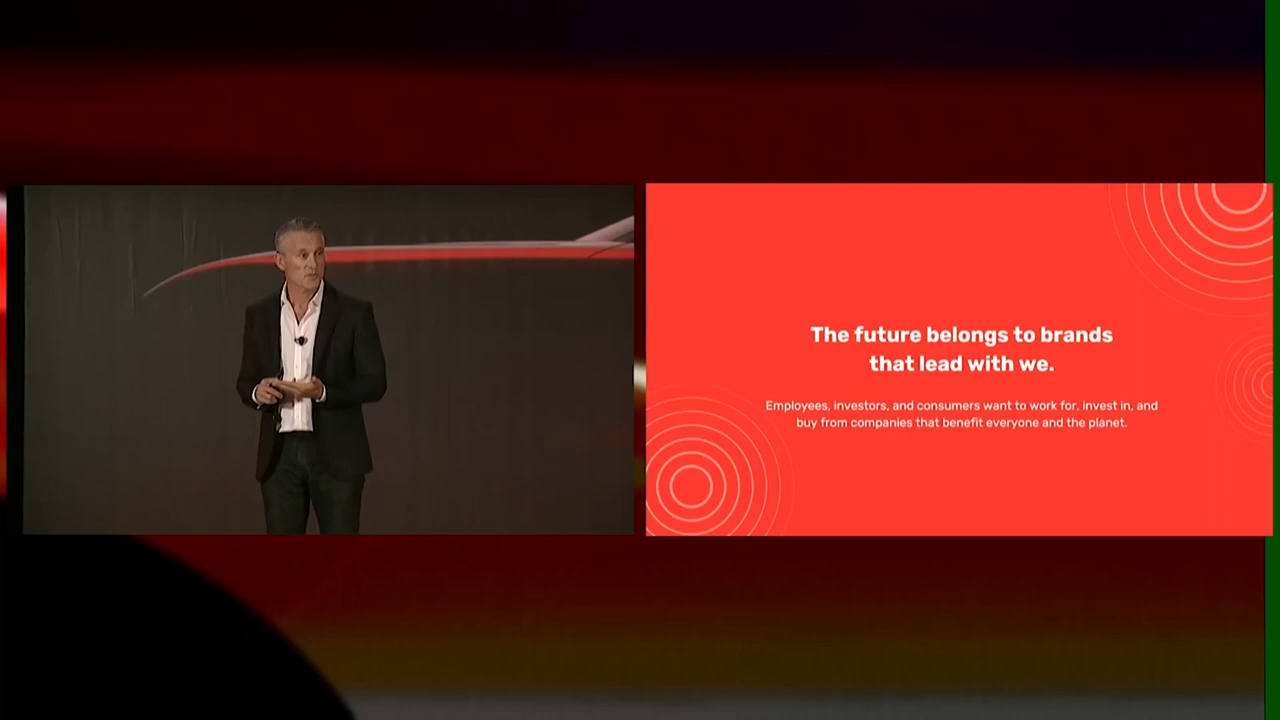 The future belongs to brands
that lead with we.
Employees, investors, and consumers want to work for, invest in, and
buy from companies that benefit everyone and the planet.